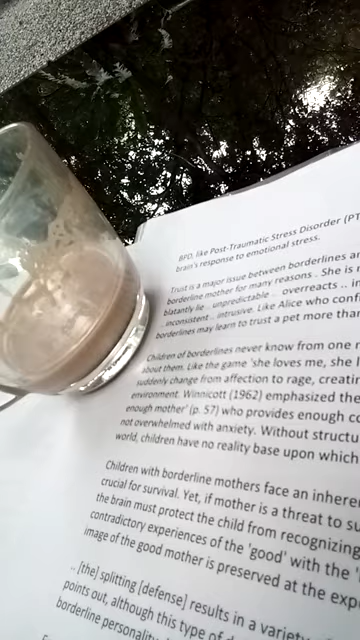 BPD, like Post-Traumatic Stress Disorder (PT
brain's response to emotional stress.
Trust is a major issue between borderlines an
borderline mother for many reasons . She is
blatantly lie .. unpredictable .. overreacts .. in
.. inconsistent .. intrusive. Like Alice who conf
borderlines may learn to trust a pet more than
Children of borderlines never know from one
about them. Like the game 'she loves me, she l
suddenly change from affection to rage, creati
environment. Winnicott (1962) emphasized the
enough mother' (p. 57) who provides enough co
not overwhelmed with anxiety. Without structu
world, children have no reality base upon which
Children with borderline mothers face an inhere
crucial for survival. Yet, if mother is a threat to su
the brain must protect the child from recognizing
contradictory experiences of the 'good' with the
image of the good mother is preserved at the exp
.. [the] splitting [defense] results in a variety
points out, although this type of
borderline personality